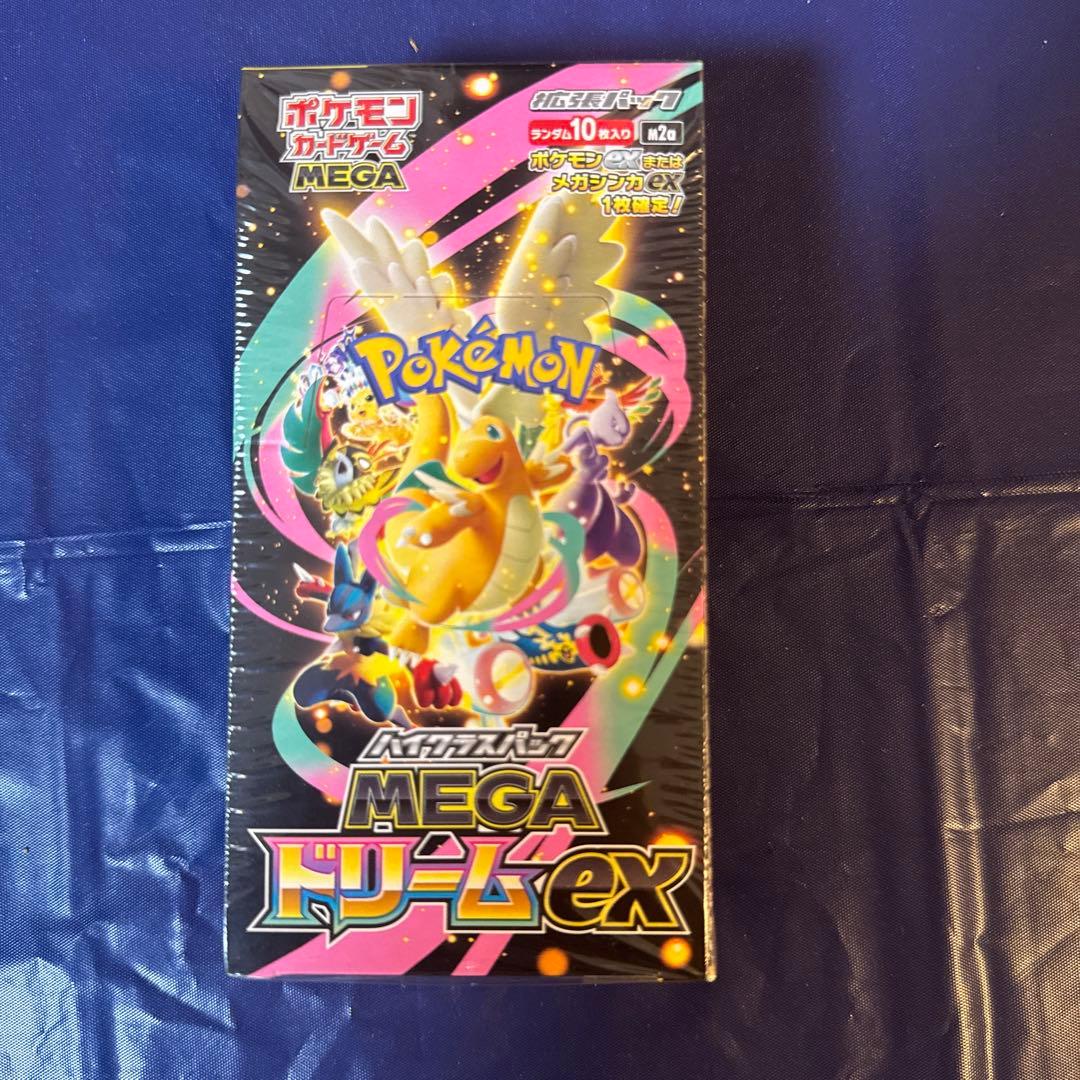 ポケモン
カードゲーム
MEGA
拡張パック
ランダム10枚入り M2a
ポケモンexまたは
メガシンカex
1枚確定!
POKéMON
ハイクラスパック
MEGA
ドリームex